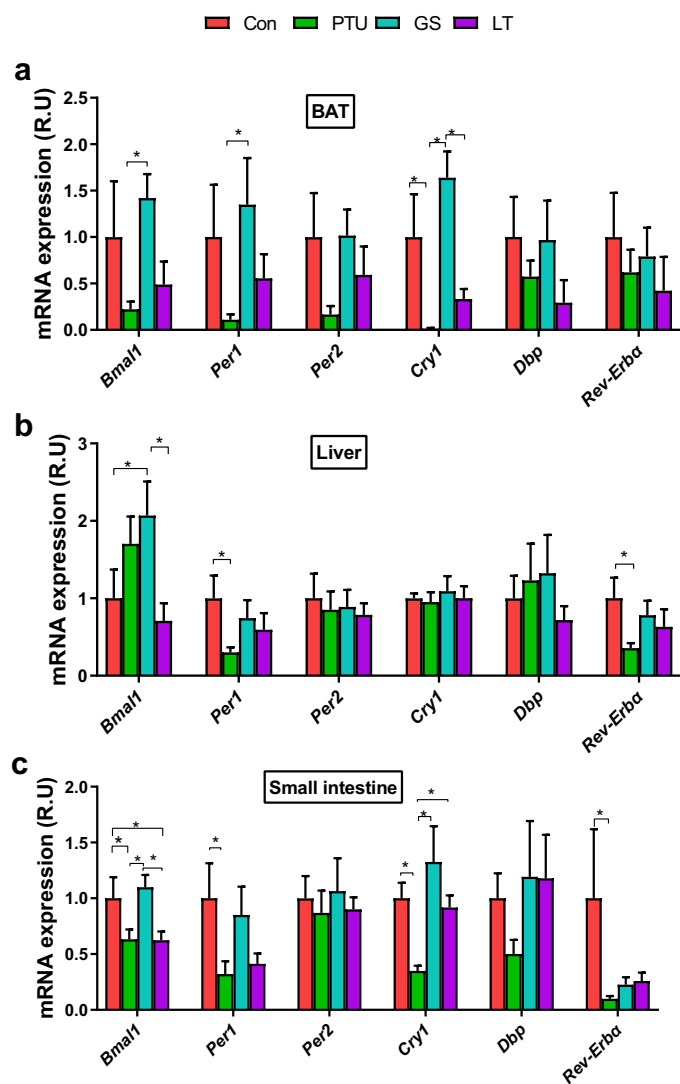 Con PTU GS LT
a
BAT
mRNA expression (R.U)
2.5
2.0
1.5
1.0
0.5
0.0
* * * * *
Bmal1 Per1 Per2 Cry1 Dbp Rev-Erbα
b
Liver
mRNA expression (R.U)
3
2
1
0
* * * *
Bmal1 Per1 Per2 Cry1 Dbp Rev-Erbα
c
Small intestine
mRNA expression (R.U)
2.0
1.5
1.0
0.5
0.0
* * * * * * * * *
Bmal1 Per1 Per2 Cry1 Dbp Rev-Erbα